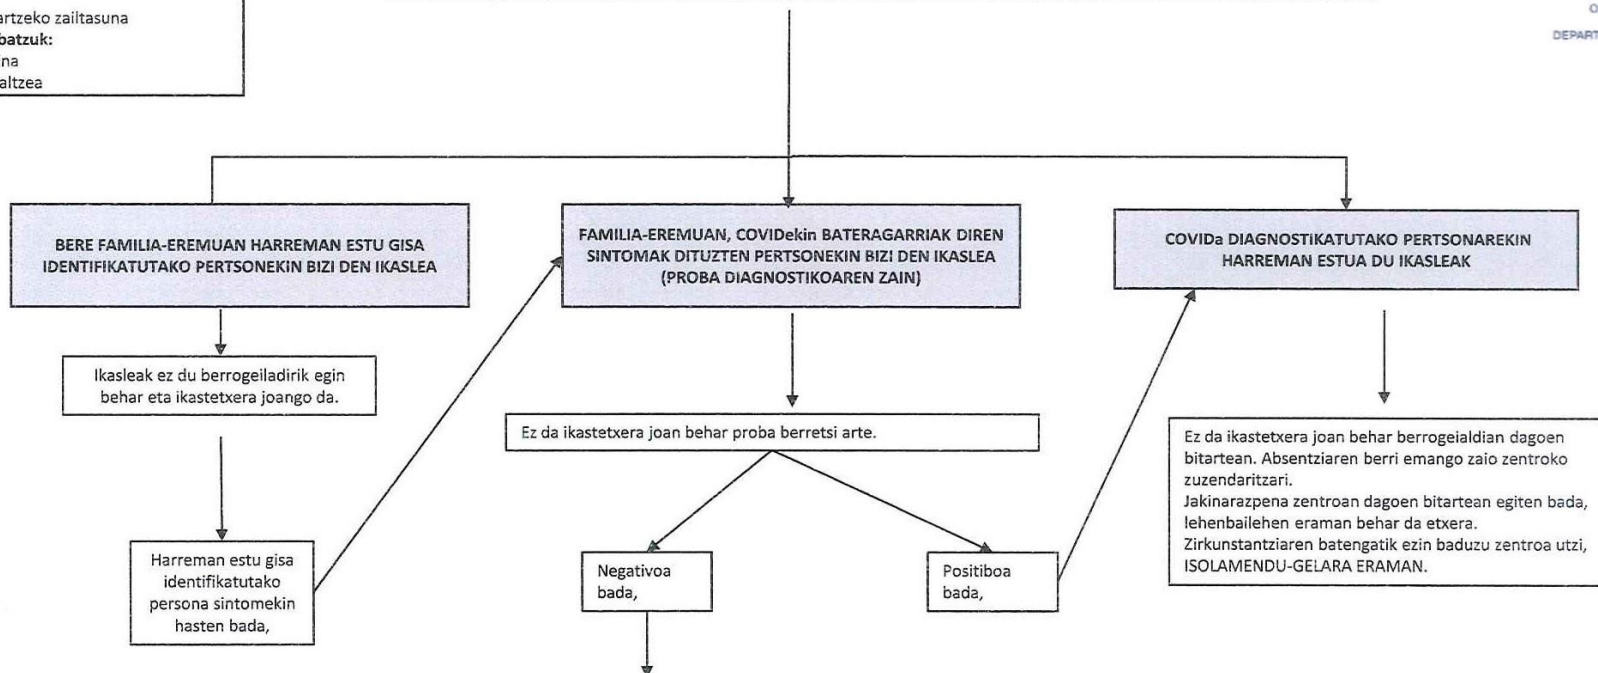 zailtasuna
batzuk:
O
DEPART
BERE FAMILIA-EREMUAN HARREMAN ESTU GISA
IDENTIFIKATUTAKO PERTSONEKIN BIZI DEN IKASLEA
FAMILIA-EREMUAN, COVIDekin BATERAGARRIAK DIREN
SINTOMAK DITUZTEN PERTSONEKIN BIZI DEN IKASLEA
(PROBA DIAGNOSTIKOAREN ZAIN)
COVIDa DIAGNOSTIKATUTAKO PERTSONAREKIN
HARREMAN ESTUA DU IKASLEAK
Ikasleak ez du berrogeiladirik egin
behar eta ikastetxera joango da.
Ez da ikastetxera joan behar proba berretsi arte.
Ez da ikastetxera joan behar berrogeialdian dagoen
bitartean. Absentziaren berri emango zaio zentroko
zuzendaritzari.
Jakinarazpena zentroan dagoen bitartean egiten bada,
lehenbailehen eraman behar da etxera.
Zirkunstantziaren batengatik ezin baduzu zentroa utzi,
ISOLAMENDU-GELARA ERAMAN.
Harreman estu gisa
identifikatutako
persona sintomekin
hasten bada,
Negativoa
bada,
Positiboa
bada,